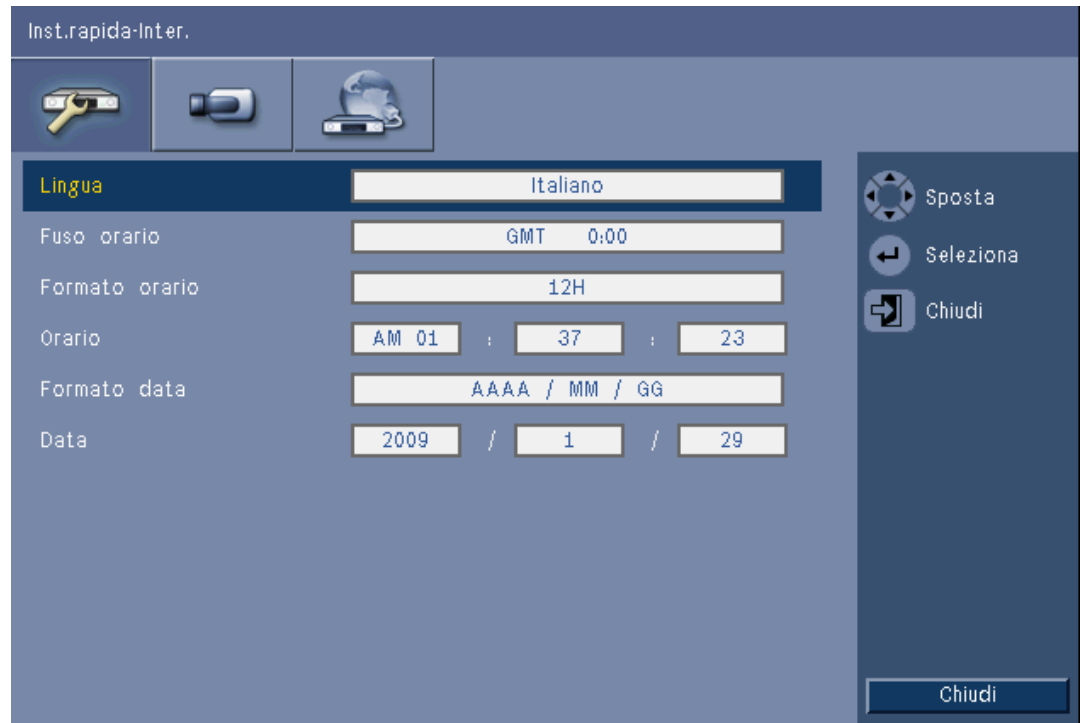 Inst.rapida-Inter.
Lingua Italiano
Fuso orario GMT 0:00
Formato orario 12H
Orario AM 01 : 37 : 23
Formato data AAAA / MM / GG
Data 2009 / 1 / 29
Sposta
Seleziona
Chiudi
Chiudi